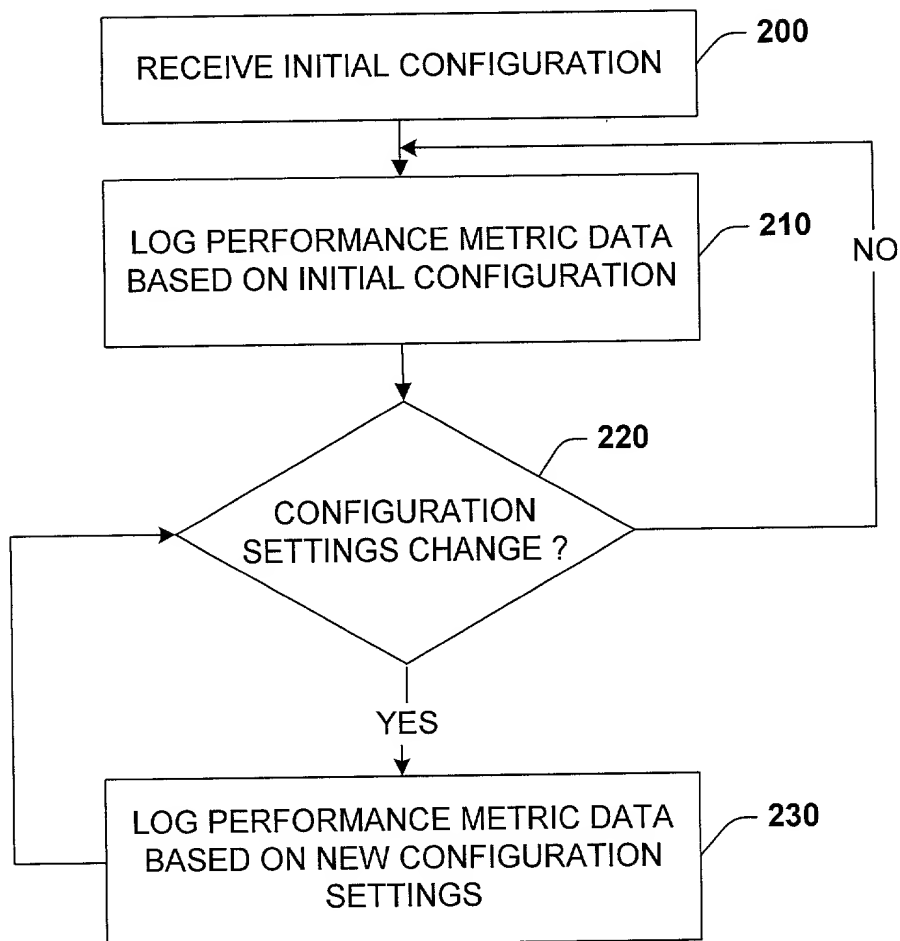 200
RECEIVE INITIAL CONFIGURATION
210
LOG PERFORMANCE METRIC DATA
BASED ON INITIAL CONFIGURATION
NO
220
CONFIGURATION
SETTINGS CHANGE ?
YES
230
LOG PERFORMANCE METRIC DATA
BASED ON NEW CONFIGURATION
SETTINGS